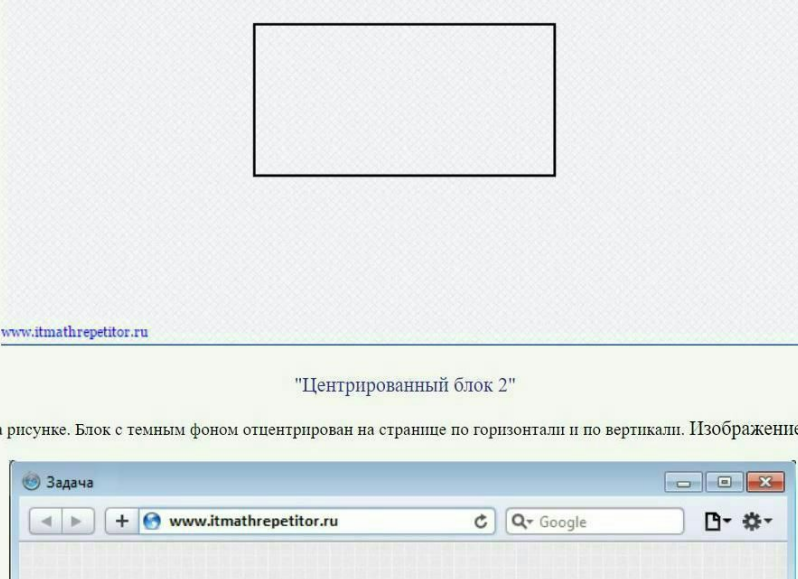 www.itmathrepetitor.ru
"Центрированный блок 2"
рисунке. Блок с темным фоном отцентрирован на странице по горизонтали и по вертикали. Изображение
Задача
www.itmathrepetitor.ru Google